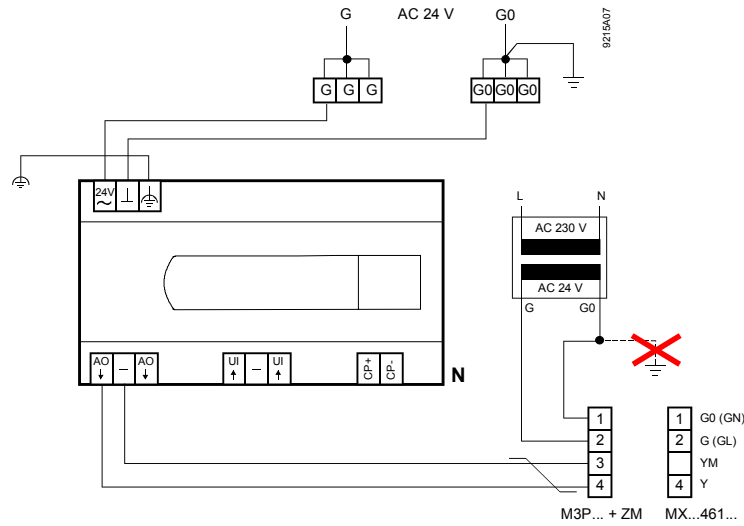 G AC 24 V G0
9215A07
G G G G0 G0 G0
24V
L N
AC 230 V
AC 24 V
G G0
AO – AO UI – UI CP+ CP- N
1 1 G0 (GN)
2 2 G (GL)
3 YM
4 4 Y
M3P... + ZM MX...461...